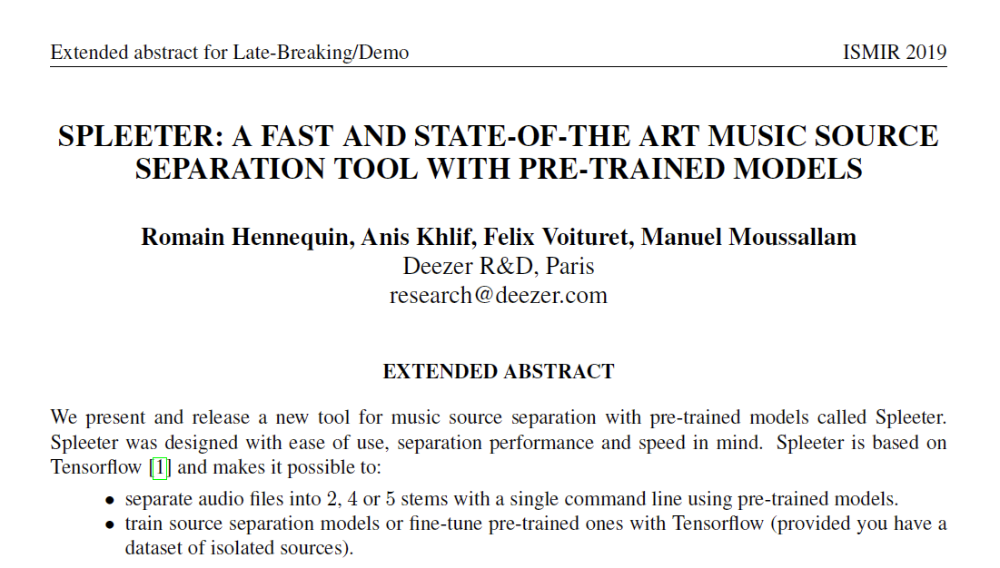 Extended abstract for Late-Breaking/Demo ISMIR 2019
SPLEETER: A FAST AND STATE-OF-THE ART MUSIC SOURCE
SEPARATION TOOL WITH PRE-TRAINED MODELS
Romain Hennequin, Anis Khlif, Felix Voituret, Manuel Moussallam
Deezer R&D, Paris
research@deezer.com
EXTENDED ABSTRACT
We present and release a new tool for music source separation with pre-trained models called Spleeter.
Spleeter was designed with ease of use, separation performance and speed in mind. Spleeter is based on
Tensorflow [1] and makes it possible to:
• separate audio files into 2, 4 or 5 stems with a single command line using pre-trained models.
• train source separation models or fine-tune pre-trained ones with Tensorflow (provided you have a
dataset of isolated sources).